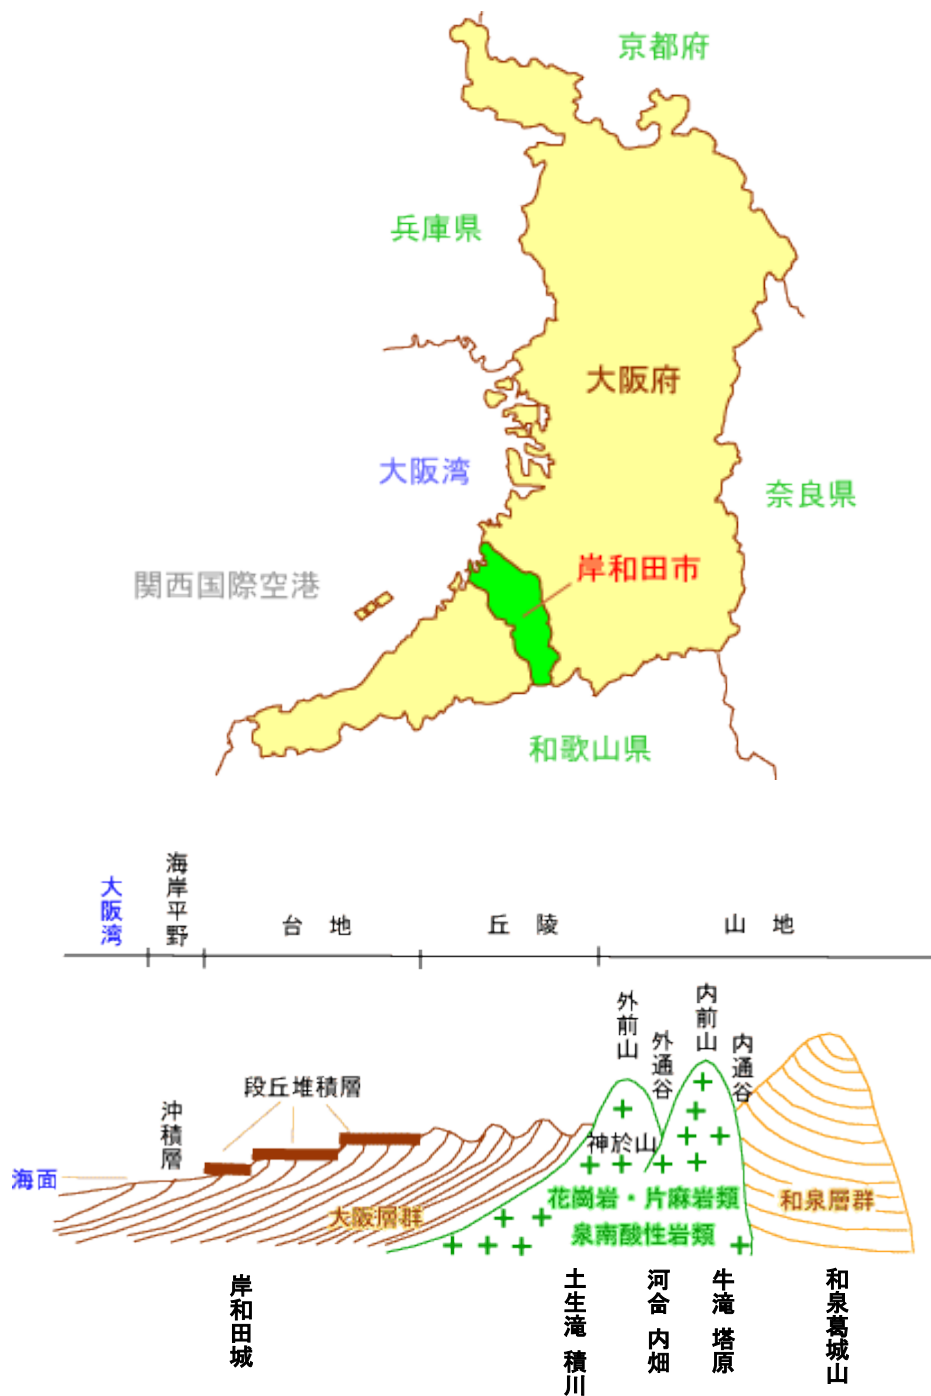 京都府
兵庫県
大阪府
大阪湾
奈良県
岸和田市
関西国際空港
和歌山県
大阪湾
海岸平野
台地
丘陵
山地
外前山
外通谷
内前山
内通谷
段丘堆積層
沖積層
神於山
海面
大阪層群
花崗岩・片麻岩類
泉南酸性岩類
和泉層群
岸和田城
土生滝 積川
河合 内畑
牛滝 塔原
和泉葛城山